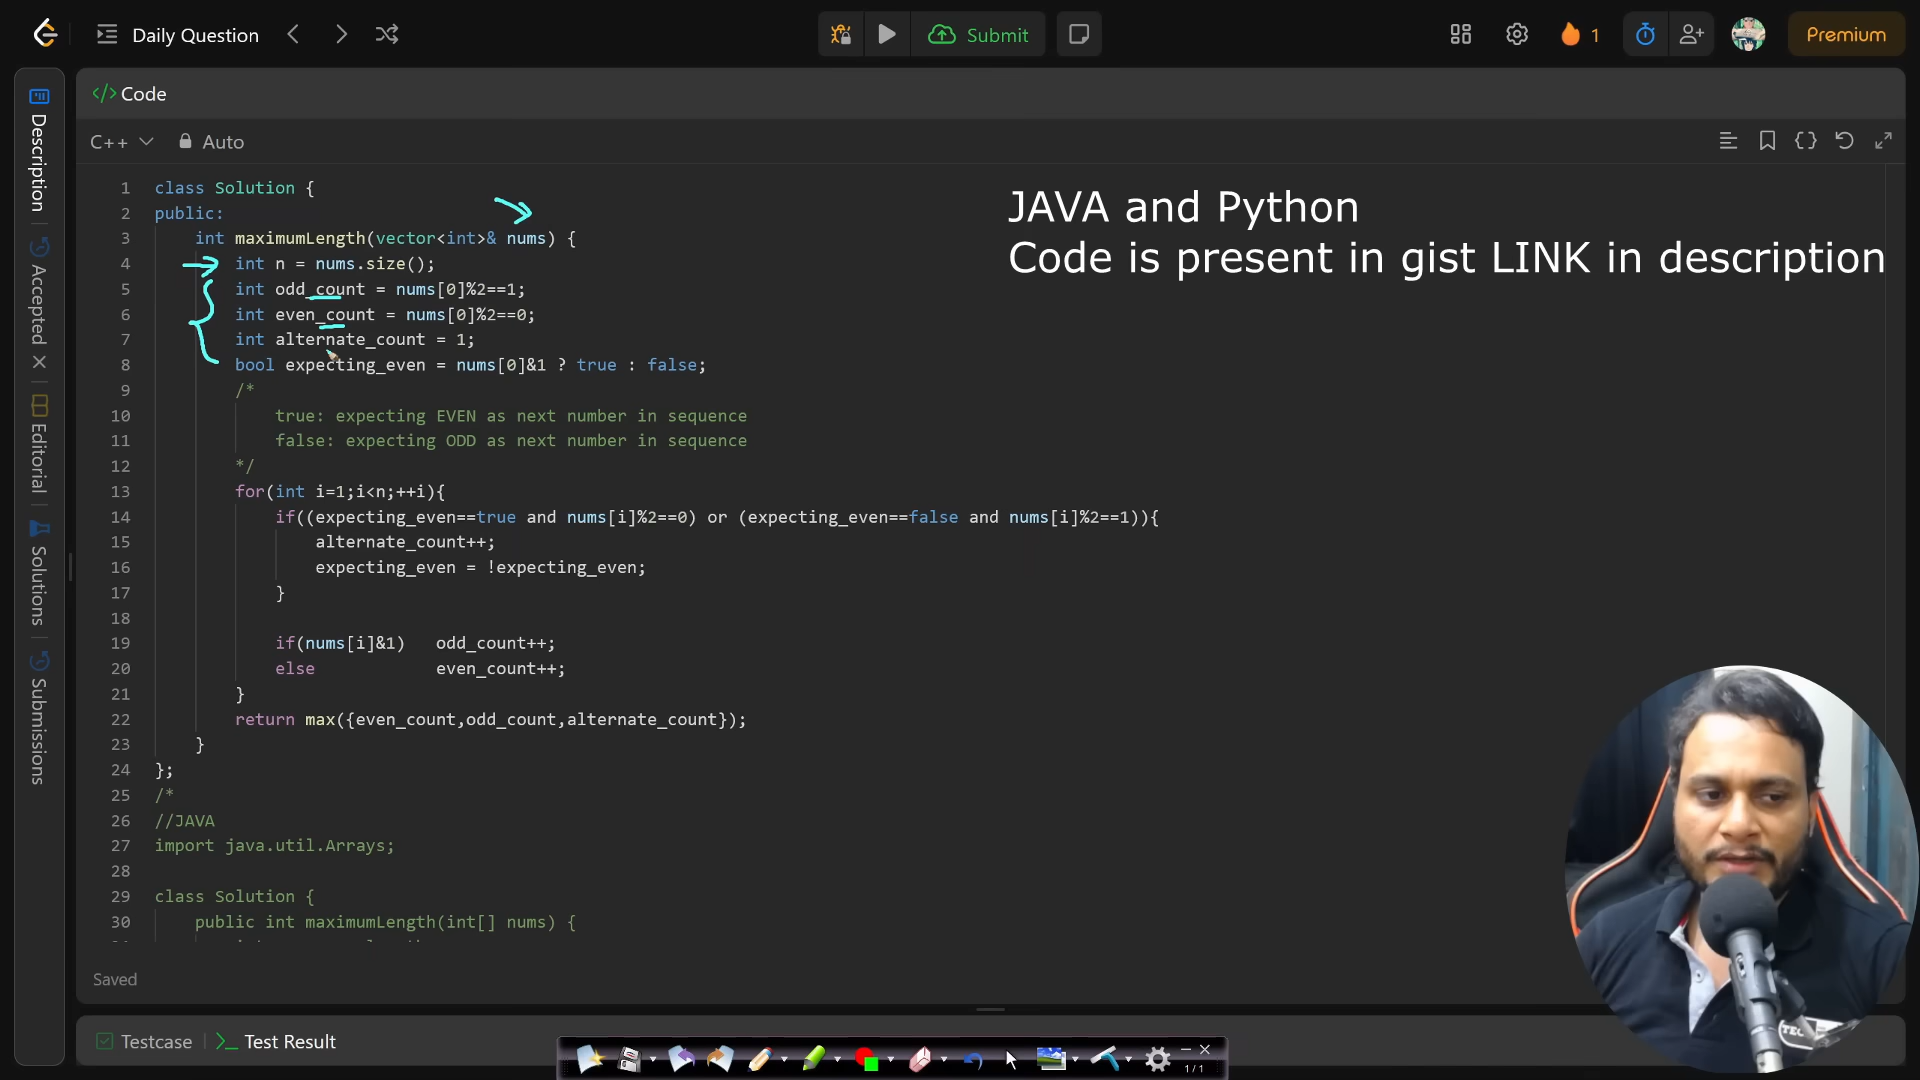 Daily Question
Submit
1
Premium
Description
Accepted
Editorial
Solutions
Submissions
</> Code
C++
Auto
JAVA and Python
Code is present in gist LINK in description
1 class Solution {
2 public:
3 int maximumLength(vector<int>& nums) {
4 int n = nums.size();
5 int odd_count = nums[0]%2==1;
6 int even_count = nums[0]%2==0;
7 int alternate_count = 1;
8 bool expecting_even = nums[0]&1 ? true : false;
9 /*
10 true: expecting EVEN as next number in sequence
11 false: expecting ODD as next number in sequence
12 */
13 for(int i=1;i<n;++i){
14 if((expecting_even==true and nums[i]%2==0) or (expecting_even==false and nums[i]%2==1)){
15 alternate_count++;
16 expecting_even = !expecting_even;
17 }
18
19 if(nums[i]&1) odd_count++;
20 else even_count++;
21 }
22 return max({even_count,odd_count,alternate_count});
23 }
24 };
25 /*
26 //JAVA
27 import java.util.Arrays;
28
29 class Solution {
30 public int maximumLength(int[] nums) {
Saved
Testcase
Test Result
1/1